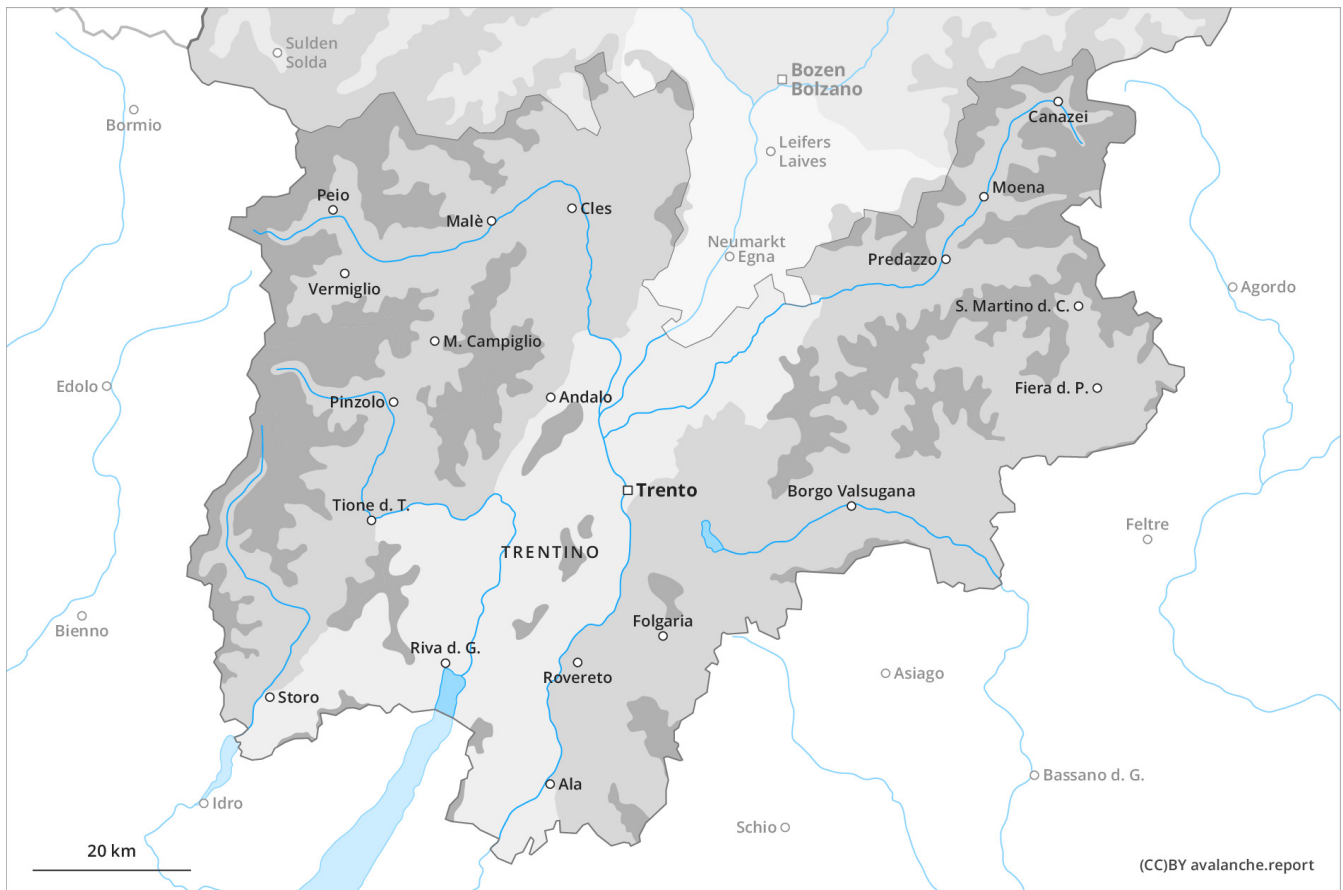 Sulden
Solda
Bozen
Bolzano
Bormio
Canazei
Leifers
Laives
Peio
Moena
Malè
Cles
Neumarkt
Egna
Predazzo
Vermiglio
Agordo
S. Martino d. C.
M. Campiglio
Edolo
Fiera d. P.
Pinzolo
Andalo
Trento
Borgo Valsugana
Tione d. T.
Feltre
TRENTINO
Bienno
Folgaria
Riva d. G.
Rovereto
Asiago
Storo
Bassano d. G.
Ala
Idro
Schio
20 km
(CC)BY avalanche.report